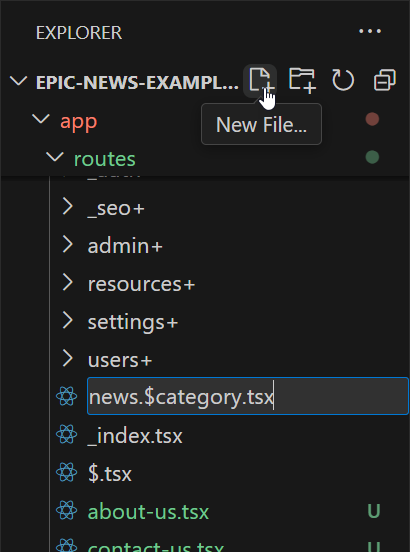 EXPLORER
EPIC-NEWS-EXAMPL...
New File...
app
routes
_auth+
_seo+
admin+
resources+
settings+
users+
news.$category.tsx
_index.tsx
$.tsx
about-us.tsx U
contact-us.tsx U